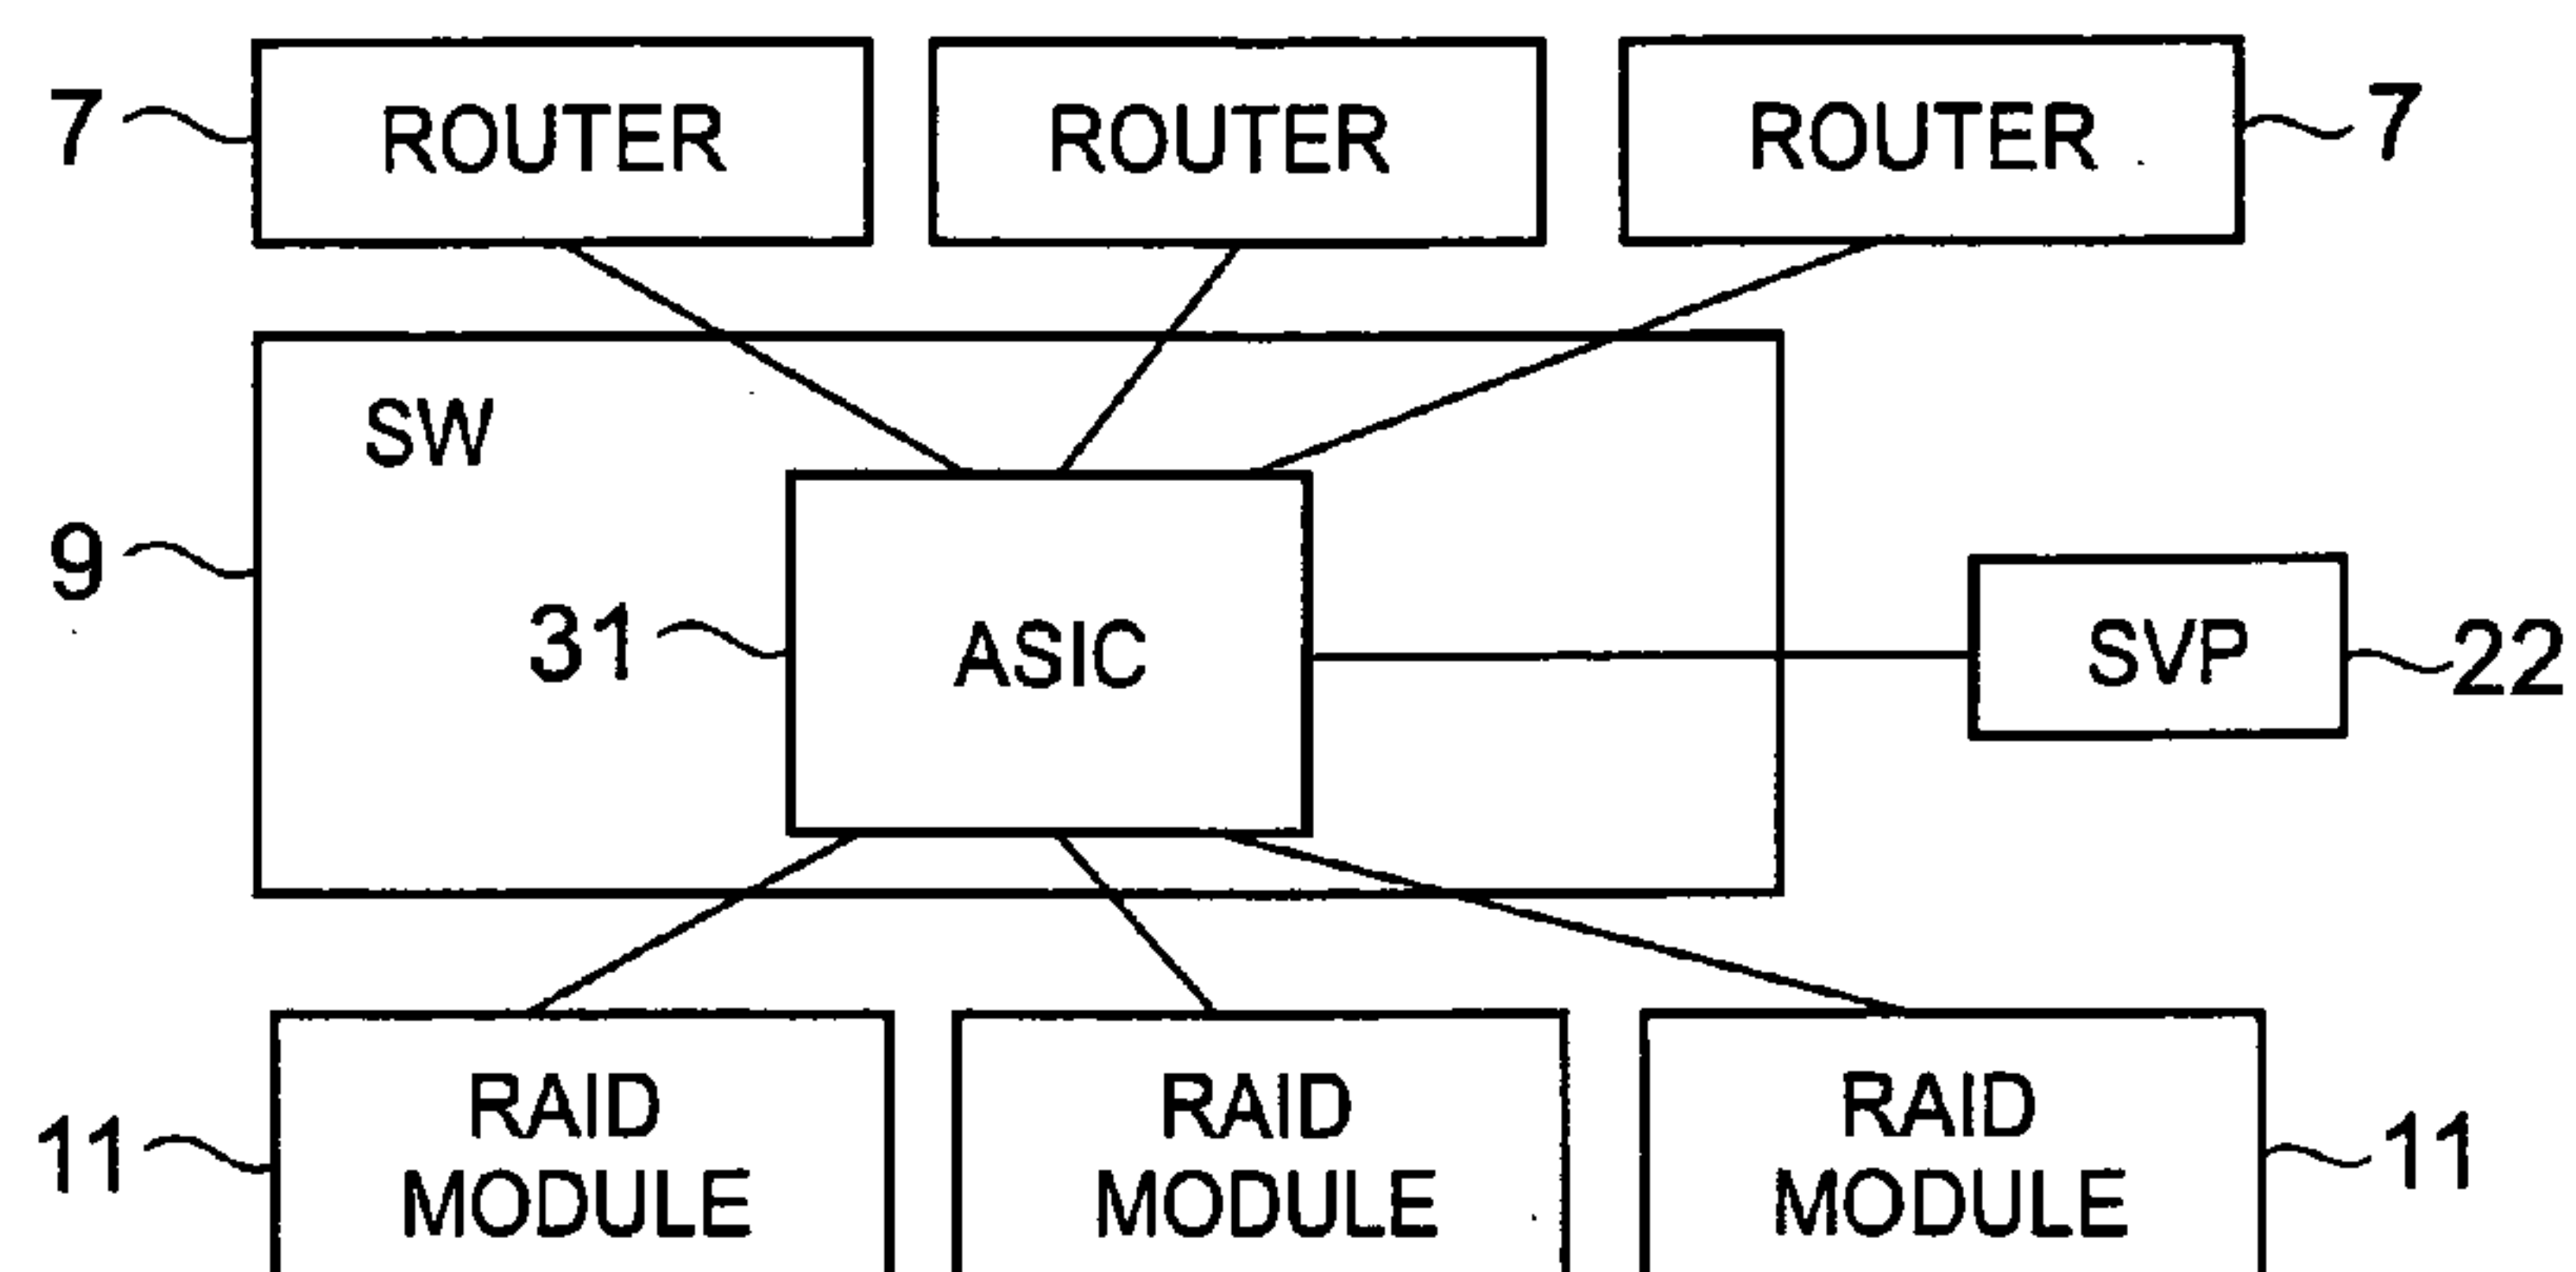 7 ROUTER ROUTER ROUTER 7
SW
9
31 ASIC SVP 22
RAID RAID RAID
11 MODULE MODULE MODULE 11